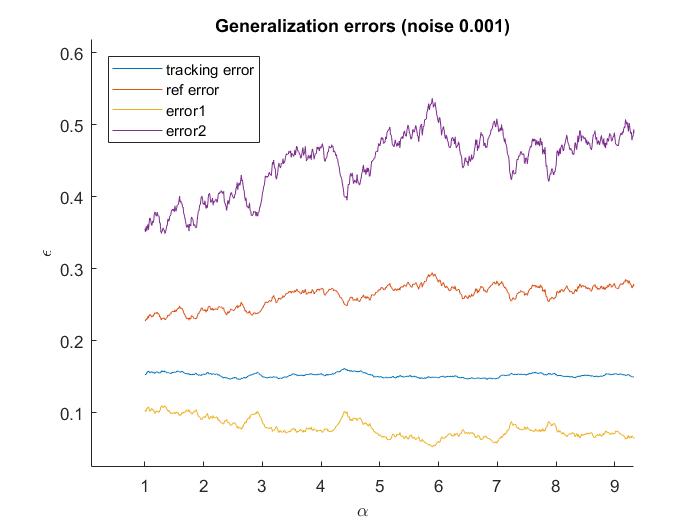 Generalization errors (noise 0.001)
0.6
tracking error
ref error
error1
error2
0.5
0.4
ϵ
0.3
0.2
0.1
1 2 3 4 5 6 7 8 9
α